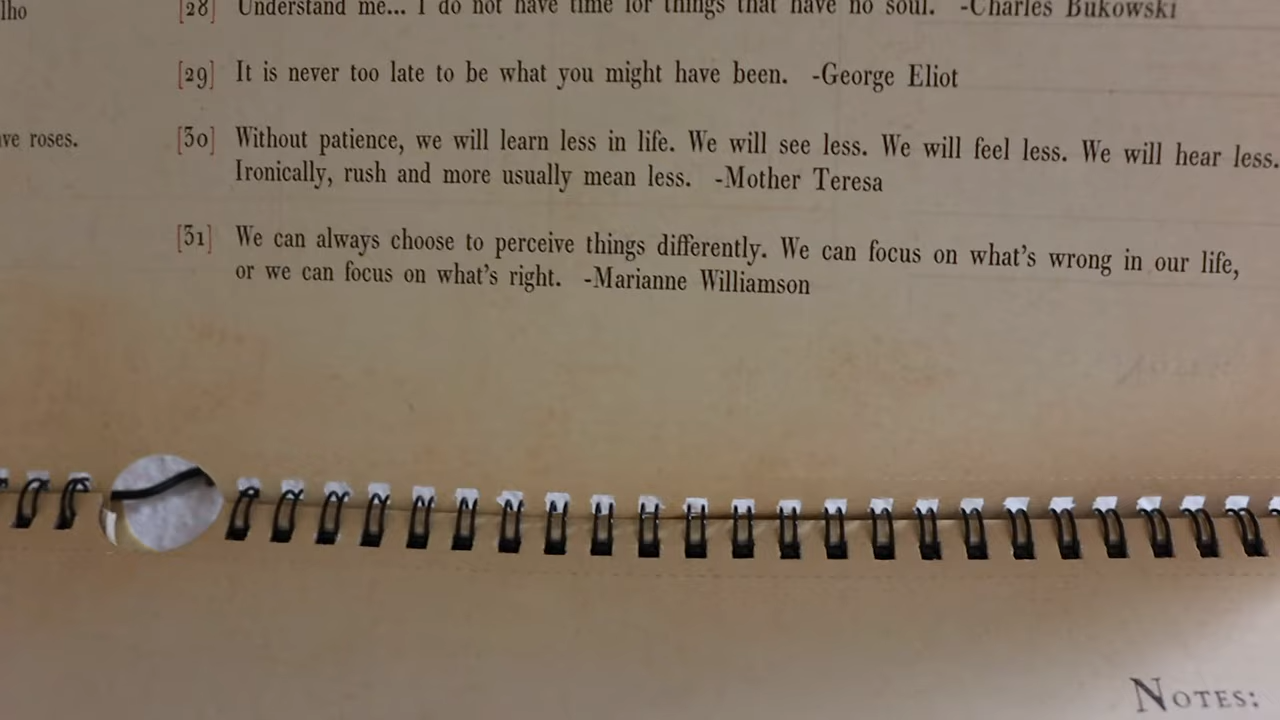 lho
[28] Understand me... I do not have time for things that have no soul. -Charles Bukowski
[29] It is never too late to be what you might have been. -George Eliot
ve roses.
[30] Without patience, we will learn less in life. We will see less. We will feel less. We will hear less.
Ironically, rush and more usually mean less. -Mother Teresa
[31] We can always choose to perceive things differently. We can focus on what's wrong in our life,
or we can focus on what's right. -Marianne Williamson
NOTES: